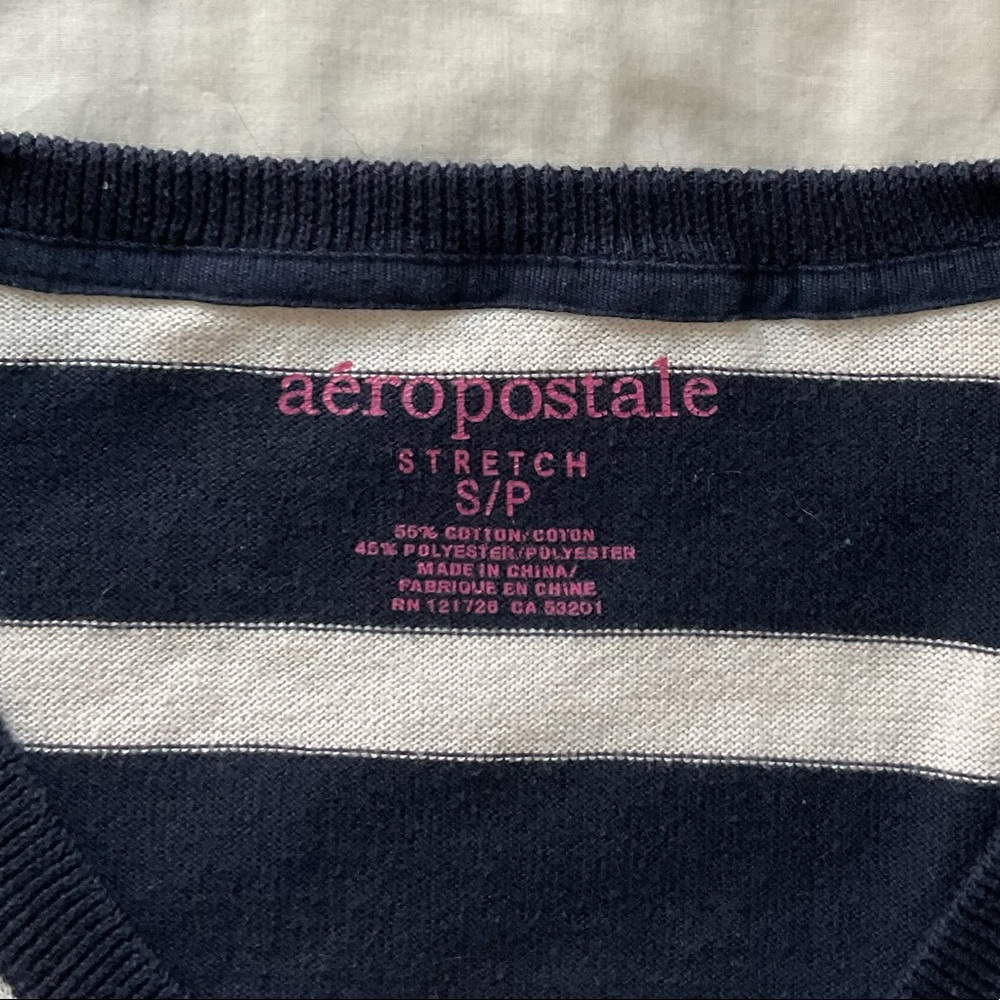 aéropostale
STRETCH
S/P
55% COTTON/COTON
45% POLYESTER/POLYESTER
MADE IN CHINA/
FABRIQUE EN CHINE
RN 121726 CA 53201